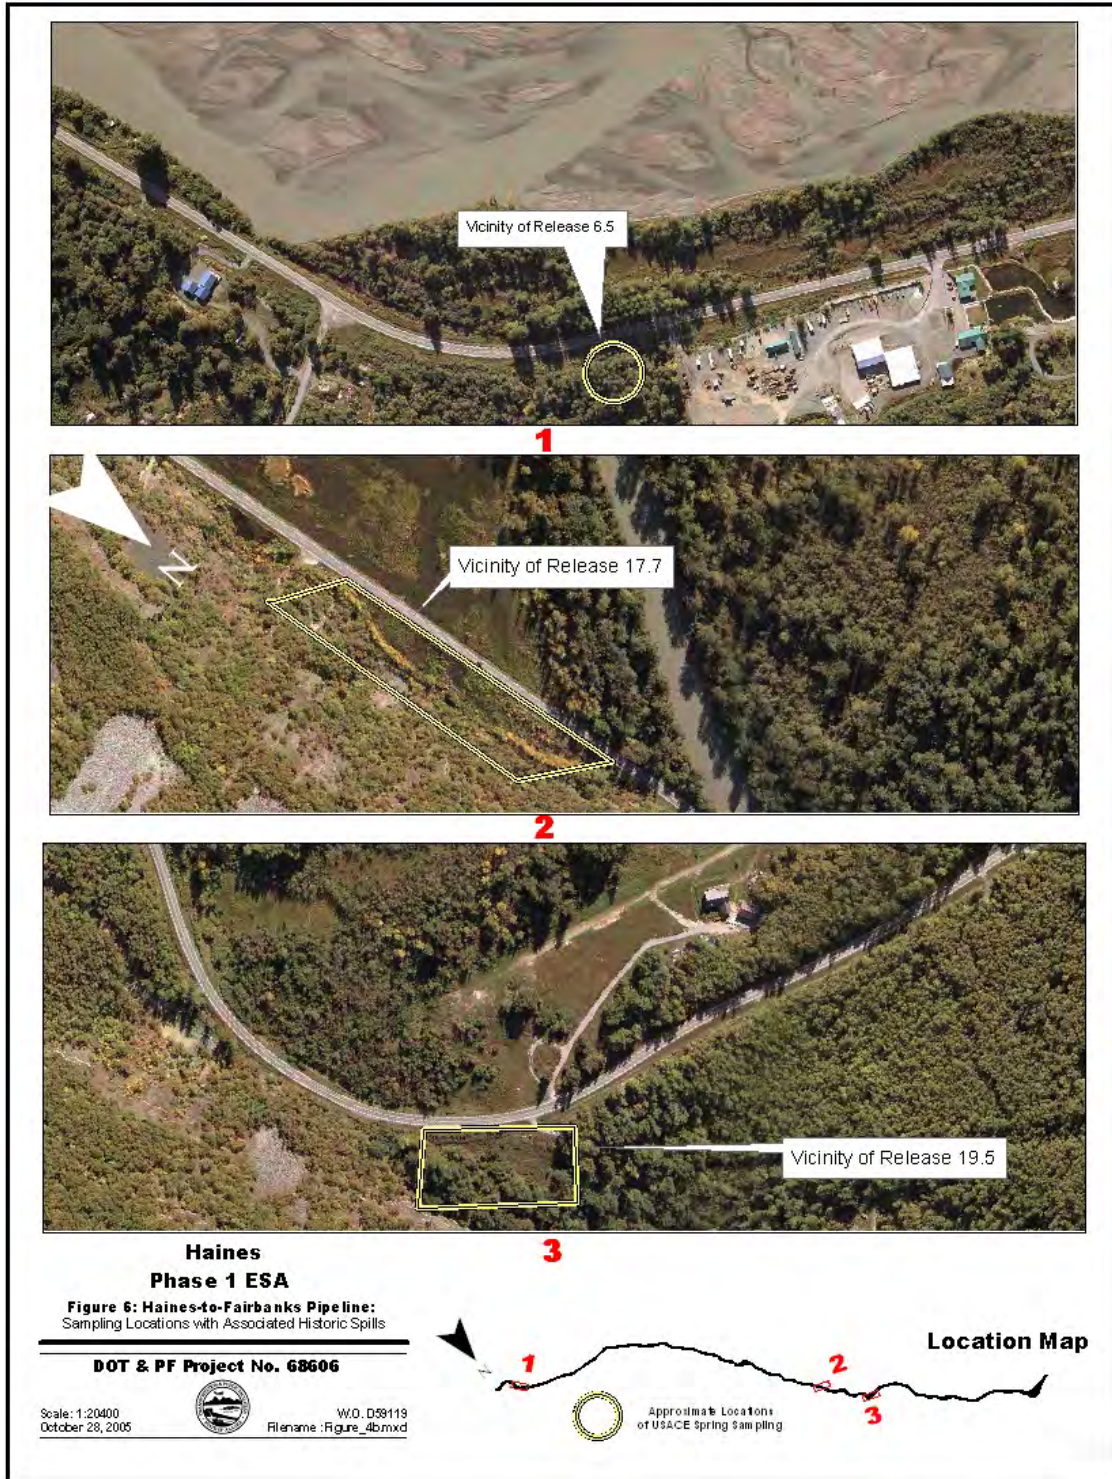 Vicinity of Release 6.5
1
N
Vicinity of Release 17.7
2
Vicinity of Release 19.5
3
Haines
Phase 1 ESA
Figure 6: Haines-to-Fairbanks Pipeline:
Sampling Locations with Associated Historic Spills
DOT & PF Project No. 68606
Scale: 1:20400
October 28, 2005
W.O. D59119
Filename :Figure_4b.mxd
N
1
2
3
Location Map
Approximate Locations
of USACE Spring Sampling